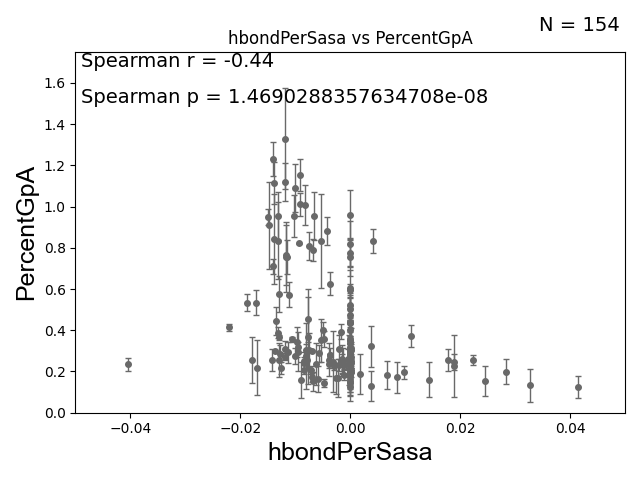 N = 154
hbondPerSasa vs PercentGpA
Spearman r = -0.44
Spearman p = 1.4690288357634708e-08
PercentGpA
1.6
1.4
1.2
1.0
0.8
0.6
0.4
0.2
0.0
−0.04 −0.02 0.00 0.02 0.04
hbondPerSasa